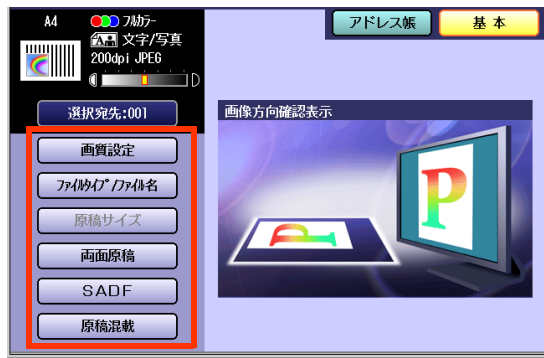 A4 フルカラー
文字/写真
200dpi JPEG
アドレス帳
基本
選択宛先:001
画像方向確認表示
画質設定
ファイルタイプ/ファイル名
原稿サイズ
両面原稿
SADF
原稿混載
P
P